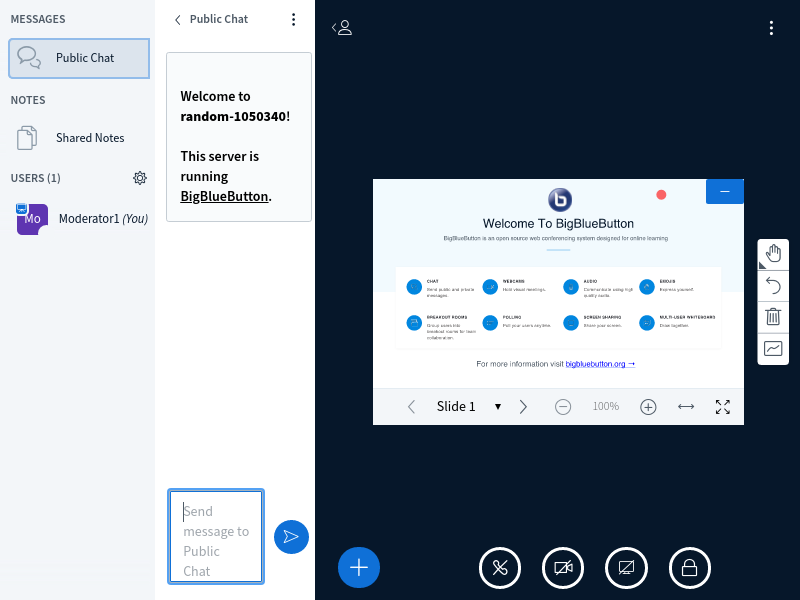 MESSAGES
Public Chat
NOTES
Shared Notes
USERS (1)
Mo
Moderator1 (You)
Public Chat
Welcome to
random-1050340!
This server is
running
BigBlueButton.
Send
message to
Public
Chat
b
Welcome To BigBlueButton
BigBlueButton is an open source web conferencing system designed for online learning
CHAT
Send public and private
messages.
WEBCAMS
Hold visual meetings.
AUDIO
Communicate using high
quality audio.
EMOJIS
Express yourself.
BREAKOUT ROOMS
Group users into
breakout rooms for team
collaboration.
POLLING
Poll your users anytime.
SCREEN SHARING
Share your screen.
MULTI-USER WHITEBOARD
Draw together.
For more information visit bigbluebutton.org →
Slide 1
100%